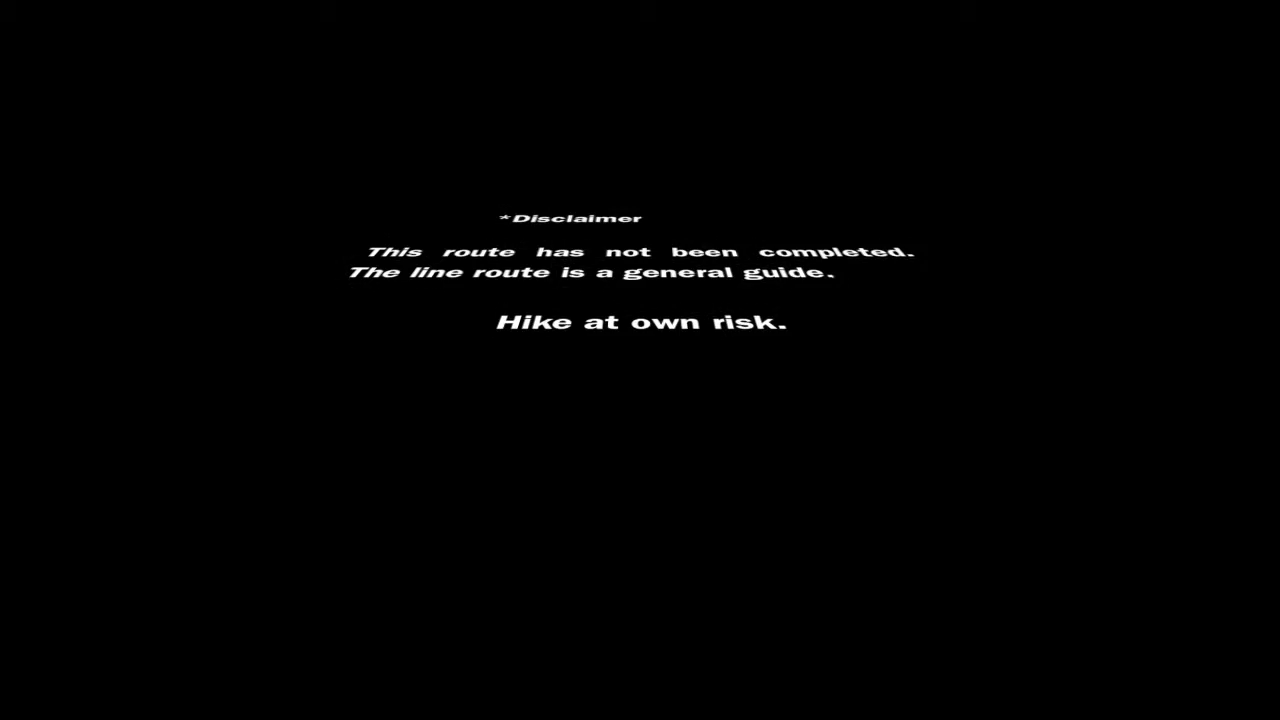 *Disclaimer
This route has not been completed.
The line route is a general guide.
Hike at own risk.